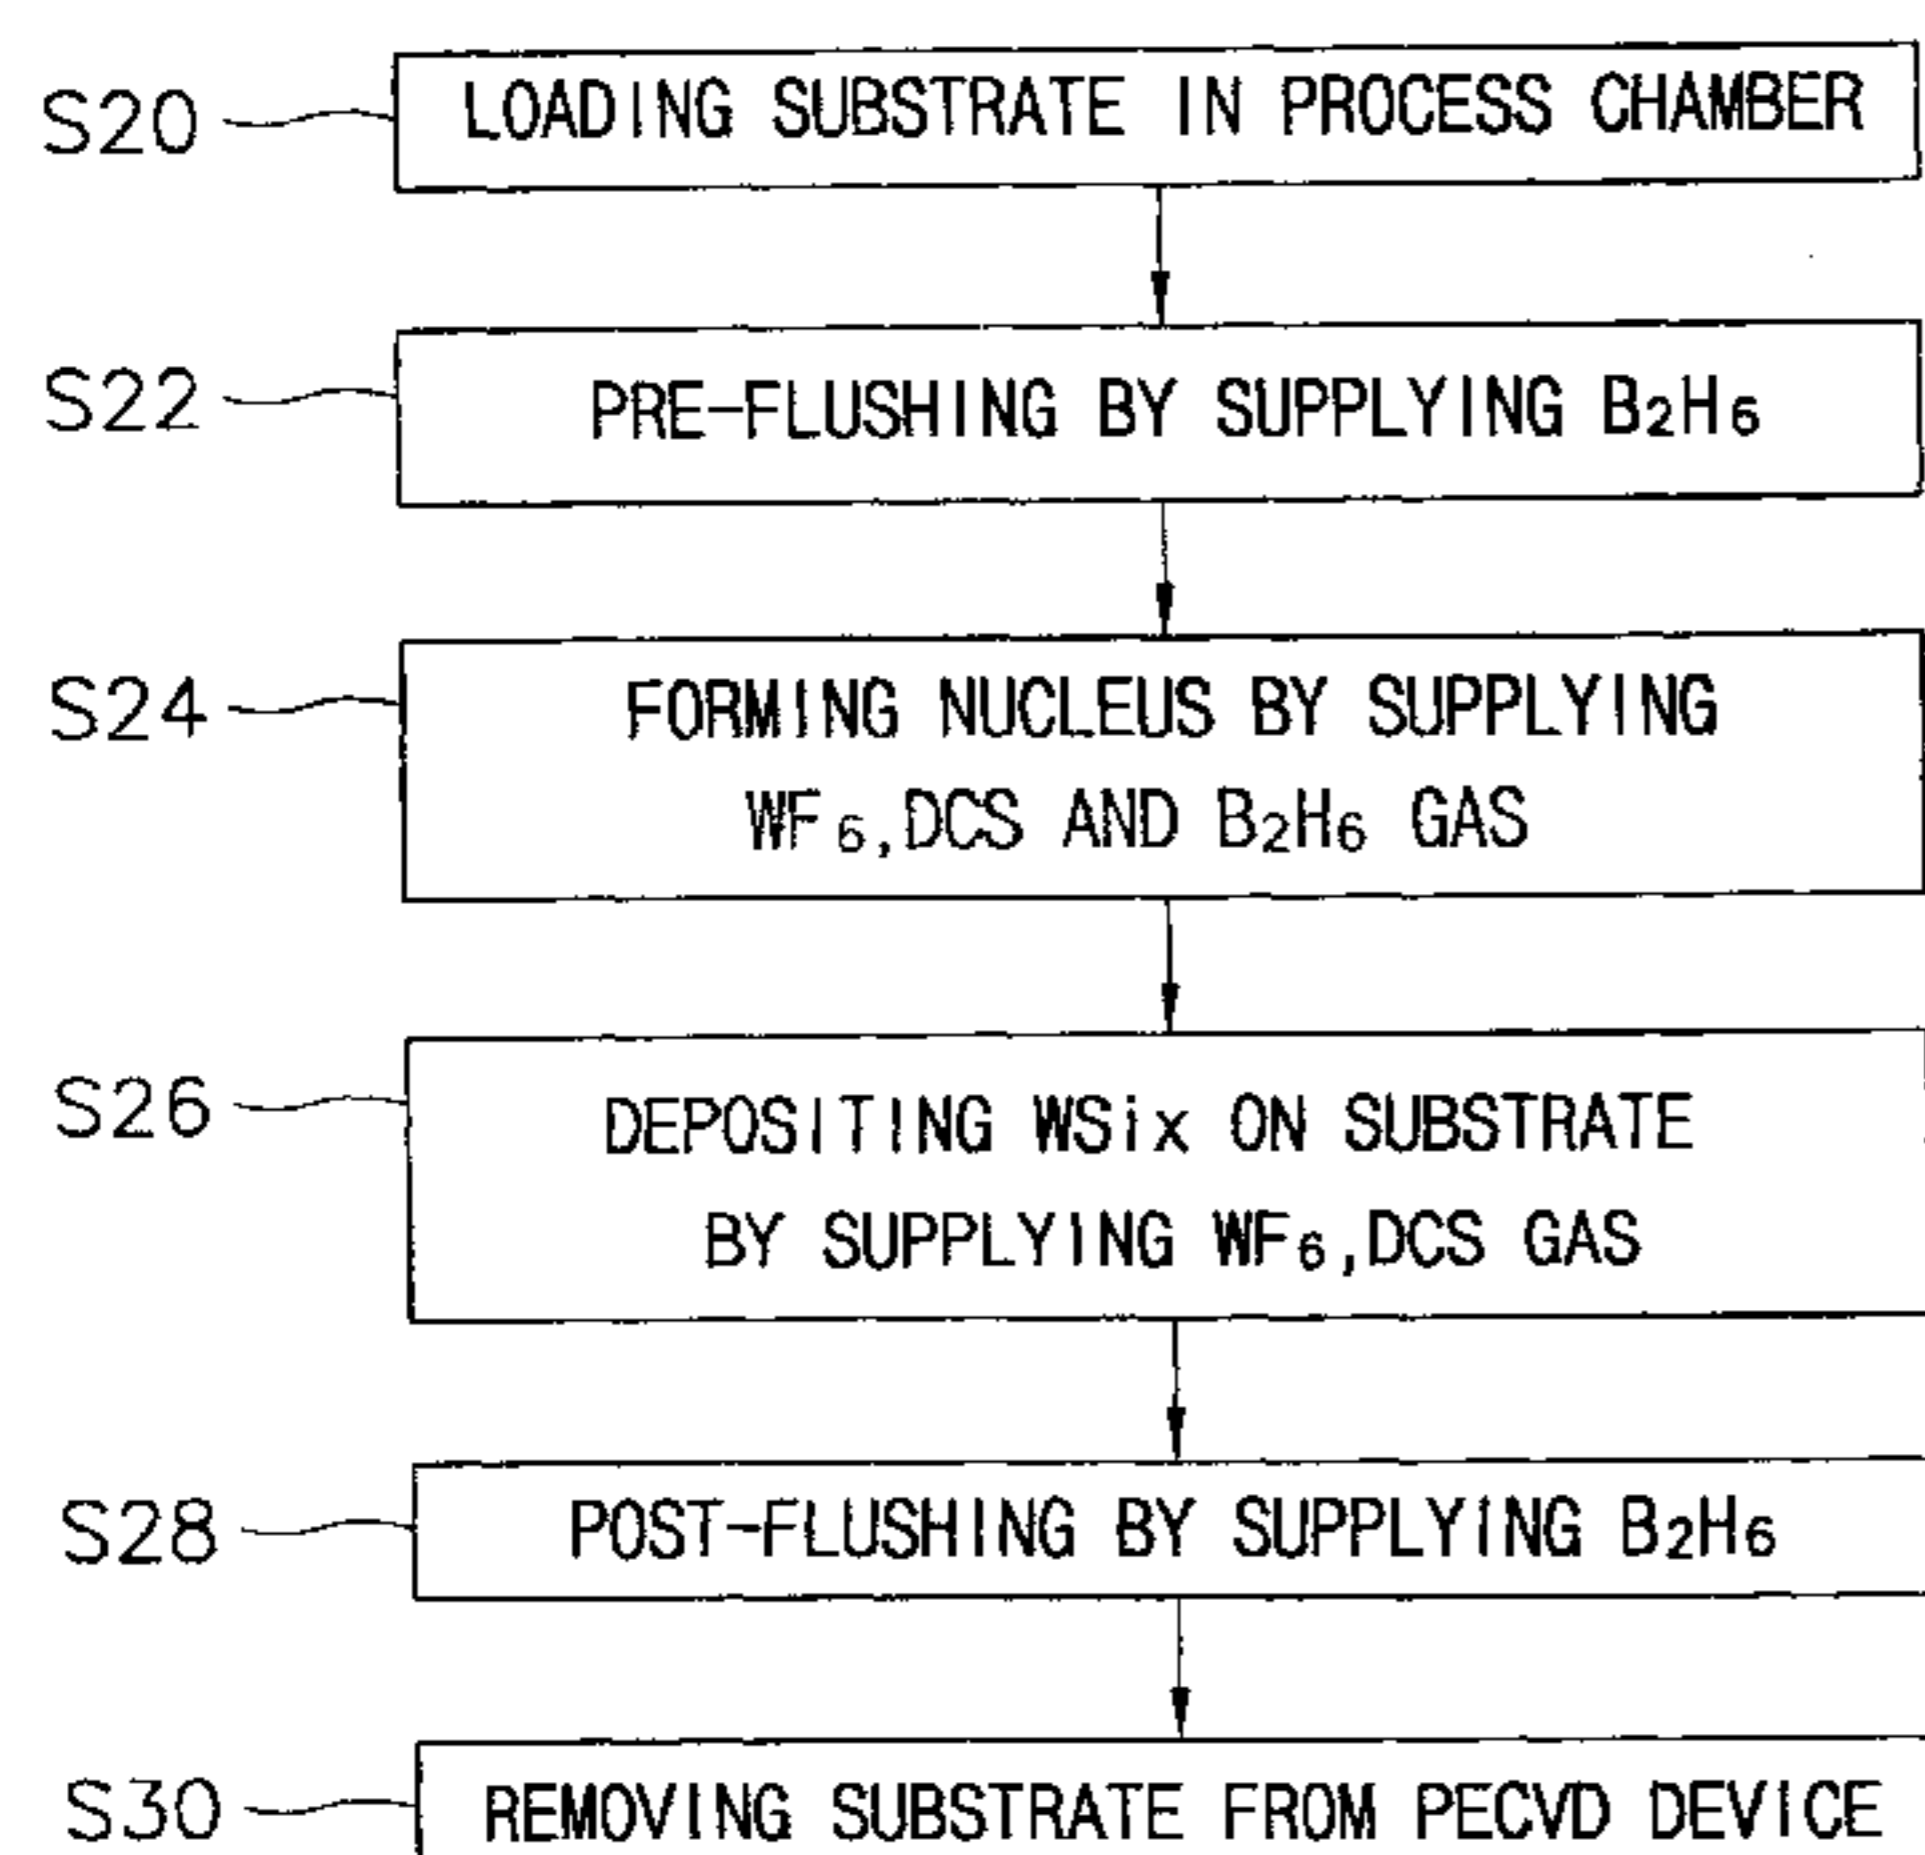 S20 LOADING SUBSTRATE IN PROCESS CHAMBER
S22 PRE-FLUSHING BY SUPPLYING B₂H₆
S24 FORMING NUCLEUS BY SUPPLYING
WF₆,DCS AND B₂H₆ GAS
S26 DEPOSITING WSix ON SUBSTRATE
BY SUPPLYING WF₆,DCS GAS
S28 POST-FLUSHING BY SUPPLYING B₂H₆
S30 REMOVING SUBSTRATE FROM PECVD DEVICE